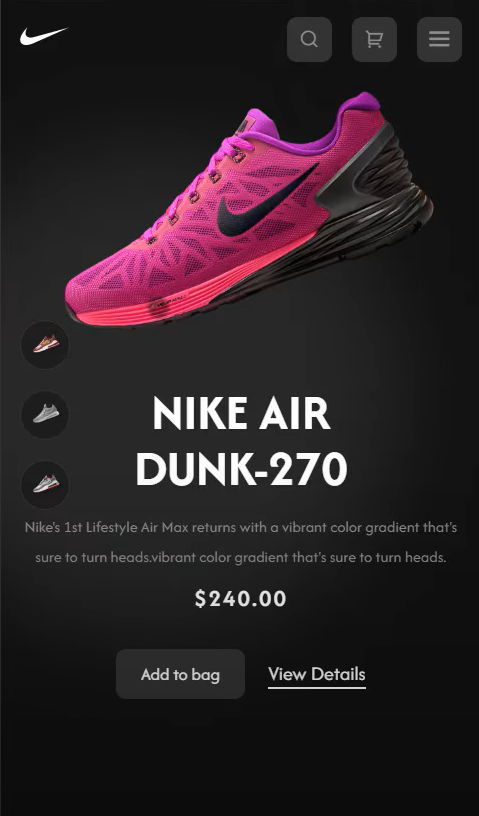 NIKE AIR
DUNK-270
Nike's 1st Lifestyle Air Max returns with a vibrant color gradient that's
sure to turn heads.vibrant color gradient that's sure to turn heads.
$240.00
Add to bag
View Details